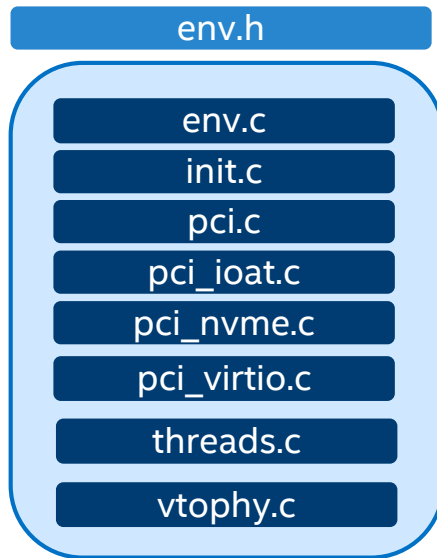 env.h
env.c
init.c
pci.c
pci_ioat.c
pci_nvme.c
pci_virtio.c
threads.c
vtophy.c